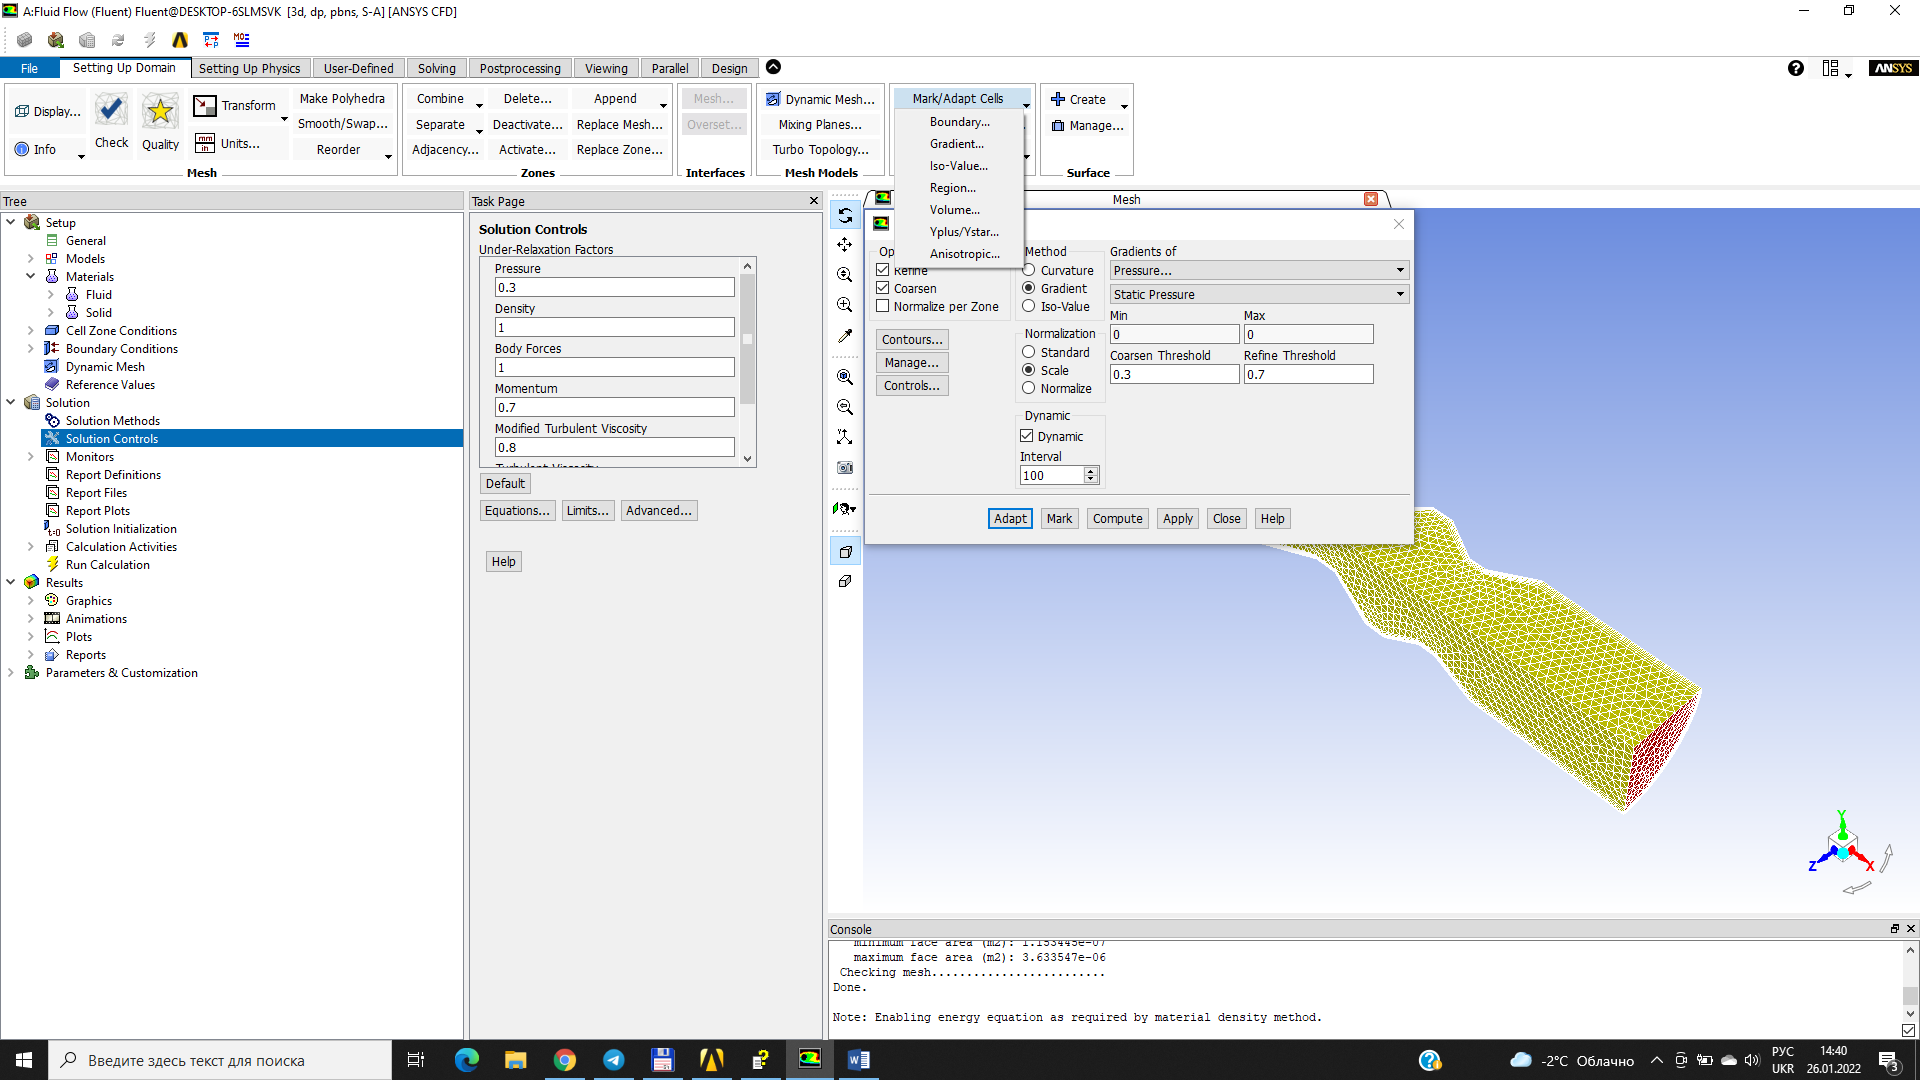 A:Fluid Flow (Fluent) Fluent@DESKTOP-6SLMSVK [3d, dp, pbns, S-A] [ANSYS CFD]
File
Setting Up Domain
Setting Up Physics
User-Defined
Solving
Postprocessing
Viewing
Parallel
Design
ANSYS
Display...
Info
Check
Quality
Transform
Units...
Make Polyhedra
Smooth/Swap...
Reorder
Mesh
Combine
Separate
Adjacency...
Delete...
Deactivate...
Activate...
Append
Replace Mesh...
Replace Zone...
Zones
Mesh...
Overset...
Interfaces
Dynamic Mesh...
Mixing Planes...
Turbo Topology...
Mesh Models
Mark/Adapt Cells
Boundary...
Gradient...
Iso-Value...
Region...
Volume...
Yplus/Ystar...
Anisotropic...
Create
Manage...
Surface
Tree
Setup
General
Models
Materials
Fluid
Solid
Cell Zone Conditions
Boundary Conditions
Dynamic Mesh
Reference Values
Solution
Solution Methods
Solution Controls
Monitors
Report Definitions
Report Files
Report Plots
Solution Initialization
Calculation Activities
Run Calculation
Results
Graphics
Animations
Plots
Reports
Parameters & Customization
Task Page
Solution Controls
Under-Relaxation Factors
Pressure
0.3
Density
1
Body Forces
1
Momentum
0.7
Modified Turbulent Viscosity
0.8
Turbulent Viscosity
Default
Equations...
Limits...
Advanced...
Help
Mesh
Refine
Coarsen
Normalize per Zone
Contours...
Manage...
Controls...
Method
Curvature
Gradient
Iso-Value
Normalization
Standard
Scale
Normalize
Dynamic
Dynamic
Interval
100
Gradients of
Pressure...
Static Pressure
Min
Max
0
0
Coarsen Threshold
Refine Threshold
0.3
0.7
Adapt
Mark
Compute
Apply
Close
Help
Y
Z
X
Console
minimum face area (m2): 1.153445e-07
maximum face area (m2): 3.633547e-06
Checking mesh.........................
Done.
Note: Enabling energy equation as required by material density method.
Введите здесь текст для поиска
-2°C Облачно
РУС
UKR
14:40
26.01.2022
3